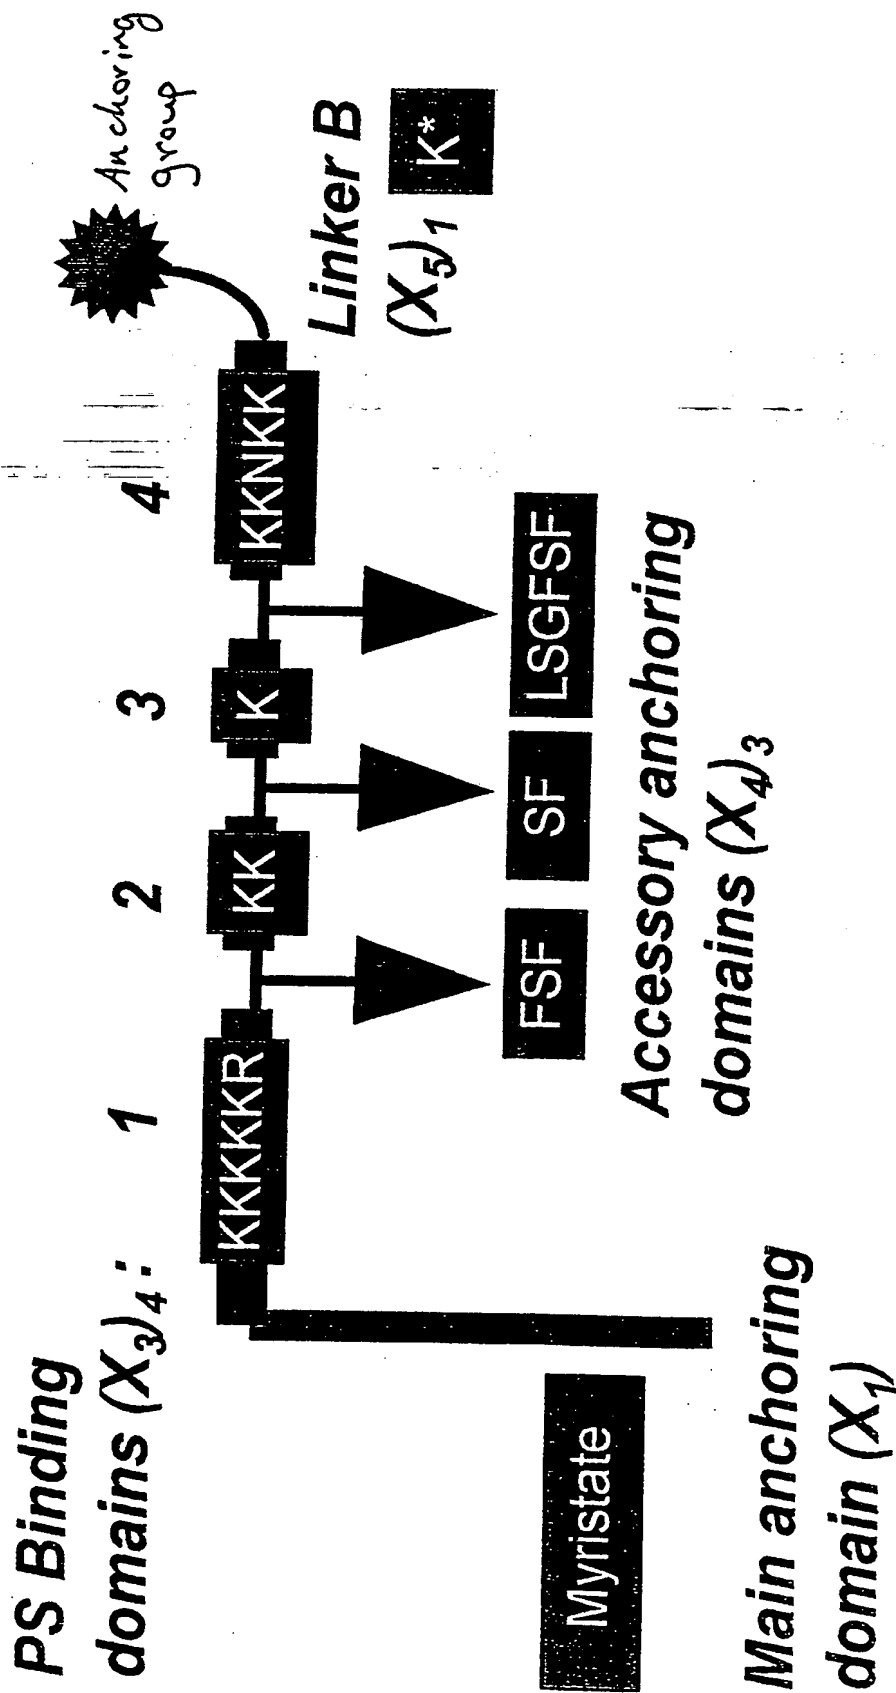 PS Binding
domains (X3)4:
1
2
3
4
KKKKKR
KK
K
KKNKK
Anchoring
group
Linker B
(X5)1
K*
FSF
SF
LSGFSF
Accessory anchoring
domains (X4)3
Myristate
Main anchoring
domain (X1)